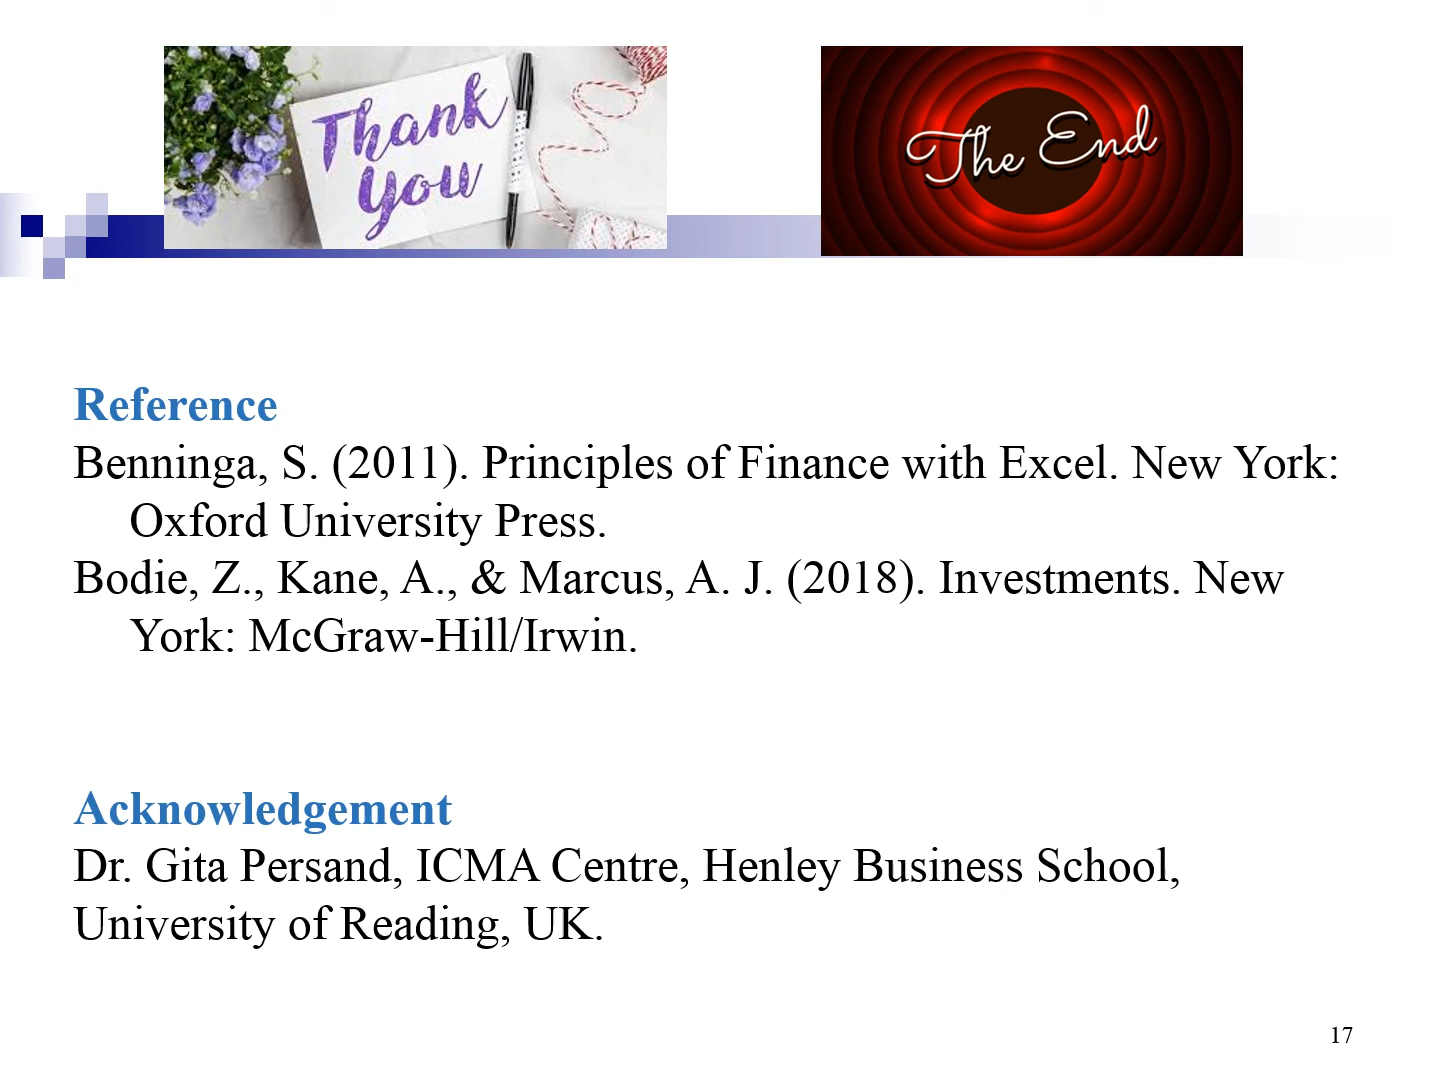 Thank
you
The End
Reference
Benninga, S. (2011). Principles of Finance with Excel. New York:
Oxford University Press.
Bodie, Z., Kane, A., & Marcus, A. J. (2018). Investments. New
York: McGraw-Hill/Irwin.
Acknowledgement
Dr. Gita Persand, ICMA Centre, Henley Business School,
University of Reading, UK.
17